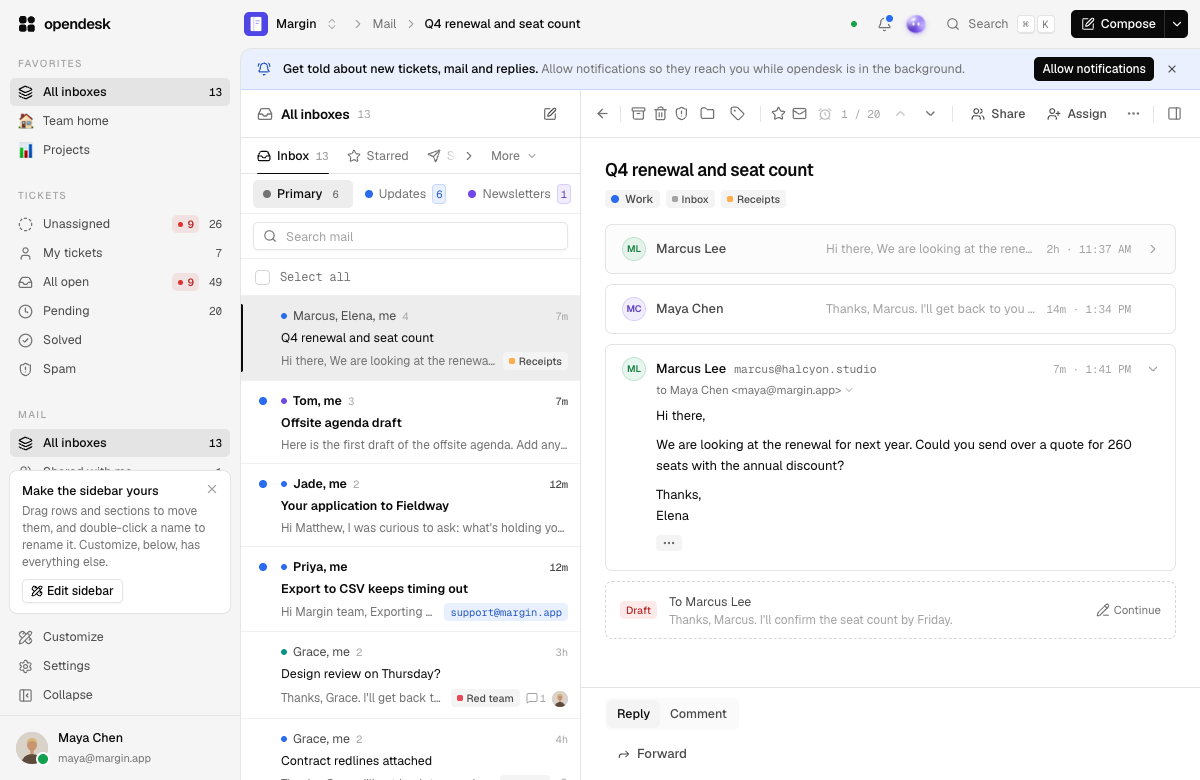 opendesk
Margin
Mail
Q4 renewal and seat count
Search
⌘ K
Compose
FAVORITES
All inboxes 13
Team home
Projects
TICKETS
Unassigned 9 26
My tickets 7
All open 9 49
Pending 20
Solved
Spam
MAIL
All inboxes 13
Make the sidebar yours
Drag rows and sections to move
them, and double-click a name to
rename it. Customize, below, has
everything else.
Edit sidebar
Customize
Settings
Collapse
Maya Chen
maya@margin.app
Get told about new tickets, mail and replies. Allow notifications so they reach you while opendesk is in the background.
Allow notifications
All inboxes 13
Inbox 13
Starred
More
Primary 6
Updates 6
Newsletters 1
Search mail
Select all
Marcus, Elena, me 4 7m
Q4 renewal and seat count
Hi there, We are looking at the renewa… Receipts
Tom, me 3 7m
Offsite agenda draft
Here is the first draft of the offsite agenda. Add any…
Jade, me 2 12m
Your application to Fieldway
Hi Matthew, I was curious to ask: what's holding yo…
Priya, me 12m
Export to CSV keeps timing out
Hi Margin team, Exporting … support@margin.app
Grace, me 2 3h
Design review on Thursday?
Thanks, Grace. I'll get back t… Red team 1
Grace, me 2 4h
Contract redlines attached
1 / 20
Share
Assign
Q4 renewal and seat count
Work
Inbox
Receipts
ML Marcus Lee Hi there, We are looking at the rene… 2h · 11:37 AM
MC Maya Chen Thanks, Marcus. I'll get back to you … 14m · 1:34 PM
ML Marcus Lee marcus@halcyon.studio 7m · 1:41 PM
to Maya Chen <maya@margin.app>
Hi there,
We are looking at the renewal for next year. Could you send over a quote for 260
seats with the annual discount?
Thanks,
Elena
Draft
To Marcus Lee
Thanks, Marcus. I'll confirm the seat count by Friday.
Continue
Reply
Comment
Forward